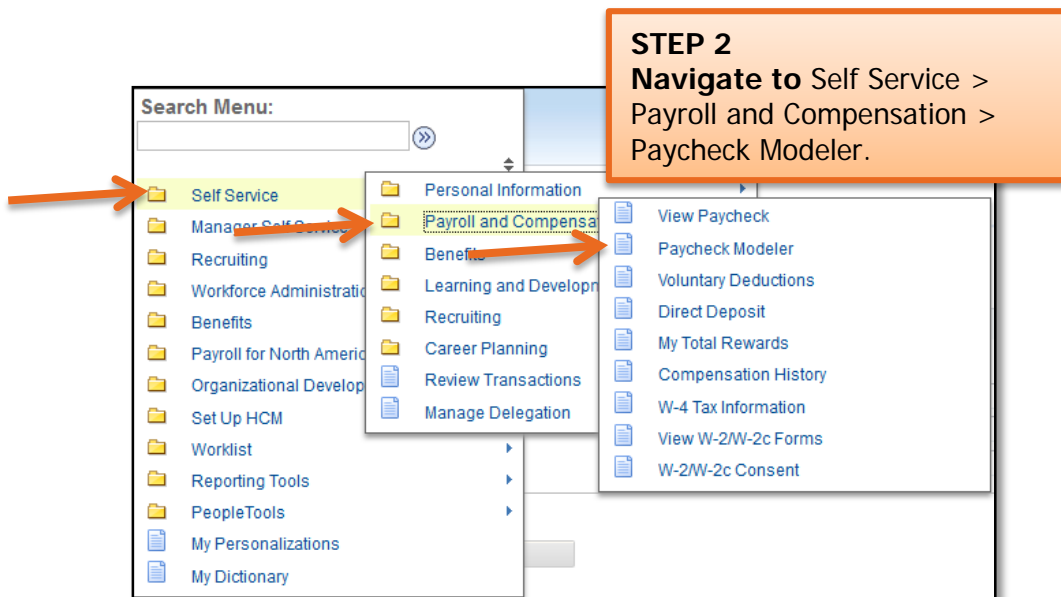 STEP 2
Navigate to Self Service >
Payroll and Compensation >
Paycheck Modeler.
Search Menu:
Self Service
Manager Self Service
Recruiting
Workforce Administratio
Benefits
Payroll for North Americ
Organizational Develop
Set Up HCM
Worklist
Reporting Tools
PeopleTools
My Personalizations
My Dictionary
Personal Information
Payroll and Compensat
Benefits
Learning and Developm
Recruiting
Career Planning
Review Transactions
Manage Delegation
View Paycheck
Paycheck Modeler
Voluntary Deductions
Direct Deposit
My Total Rewards
Compensation History
W-4 Tax Information
View W-2/W-2c Forms
W-2/W-2c Consent